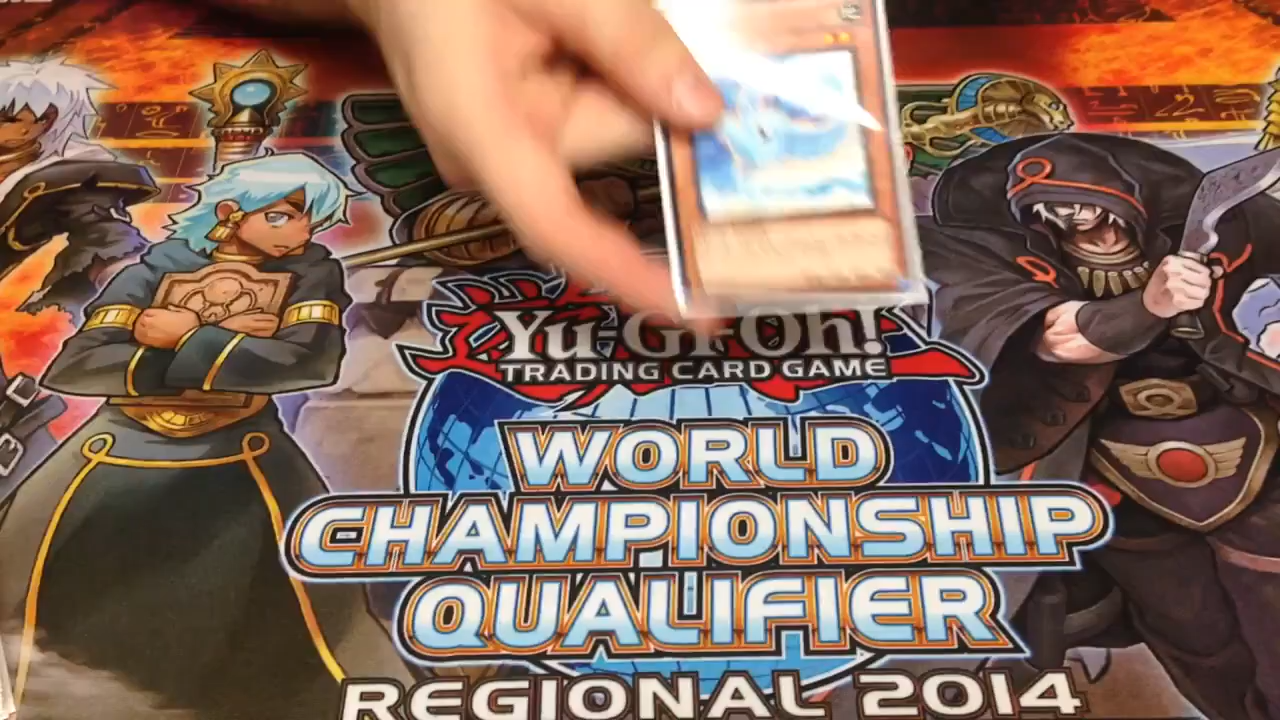 Yu-Gi-Oh!
TRADING CARD GAME
WORLD
CHAMPIONSHIP
QUALIFIER
REGIONAL 2014